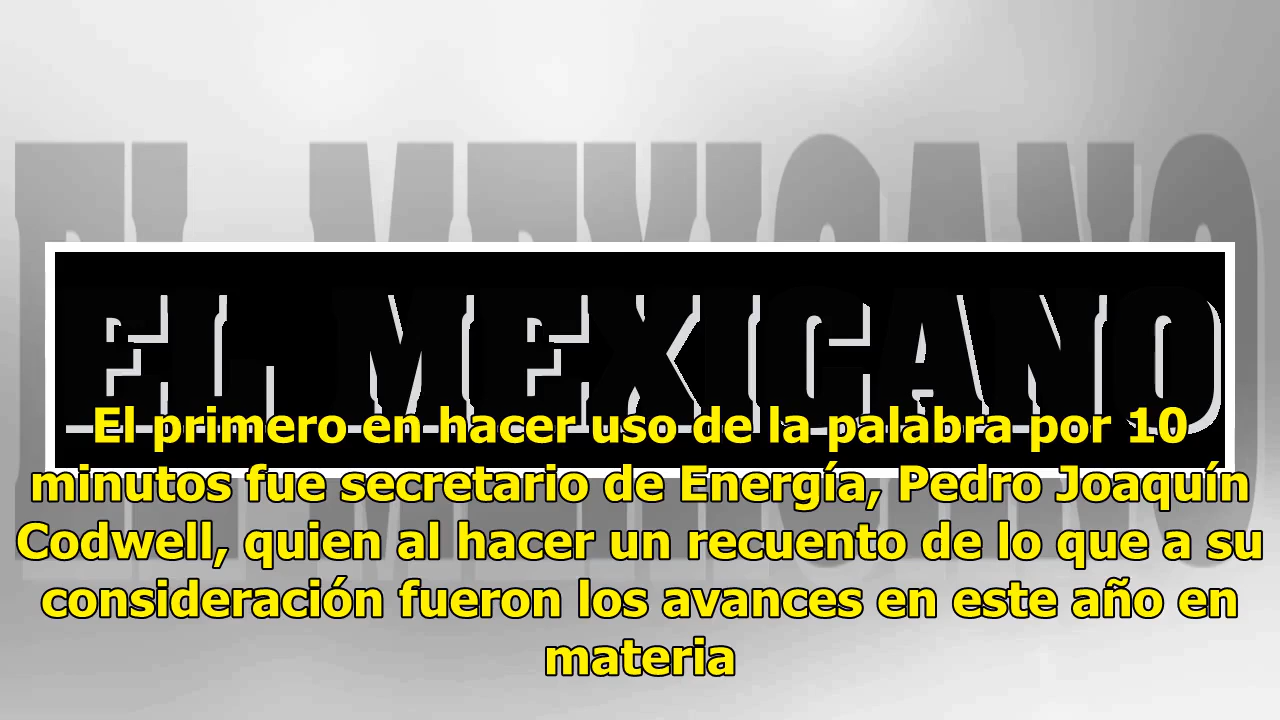 EL MEXICANO
EL MEXICANO
El primero en hacer uso de la palabra por 10
minutos fue secretario de Energía, Pedro Joaquín
Codwell, quien al hacer un recuento de lo que a su
consideración fueron los avances en este año en
materia